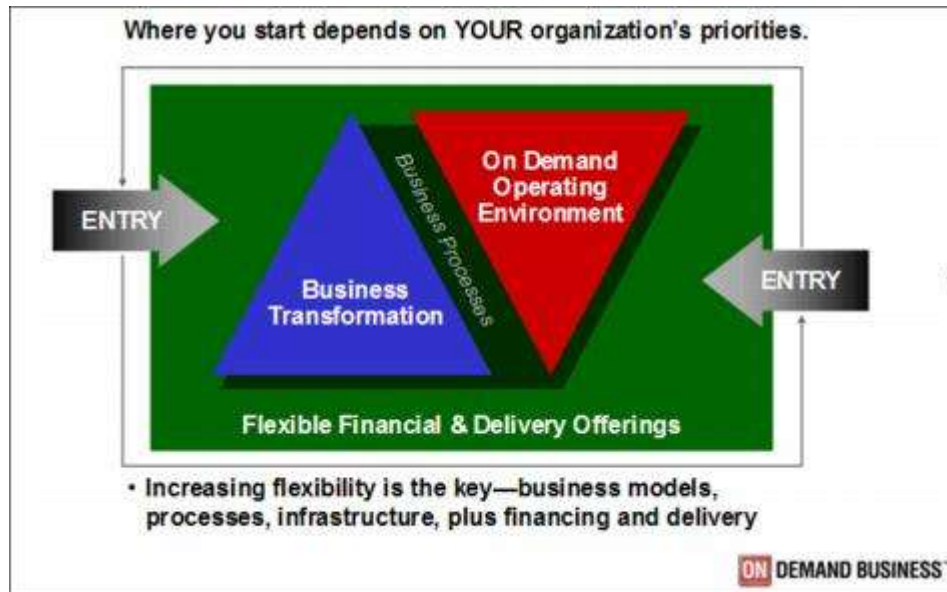 Where you start depends on YOUR organization's priorities.
On Demand
Operating
Environment
Business Processes
ENTRY
ENTRY
Business
Transformation
Flexible Financial & Delivery Offerings
• Increasing flexibility is the key—business models,
processes, infrastructure, plus financing and delivery
ON DEMAND BUSINESS™